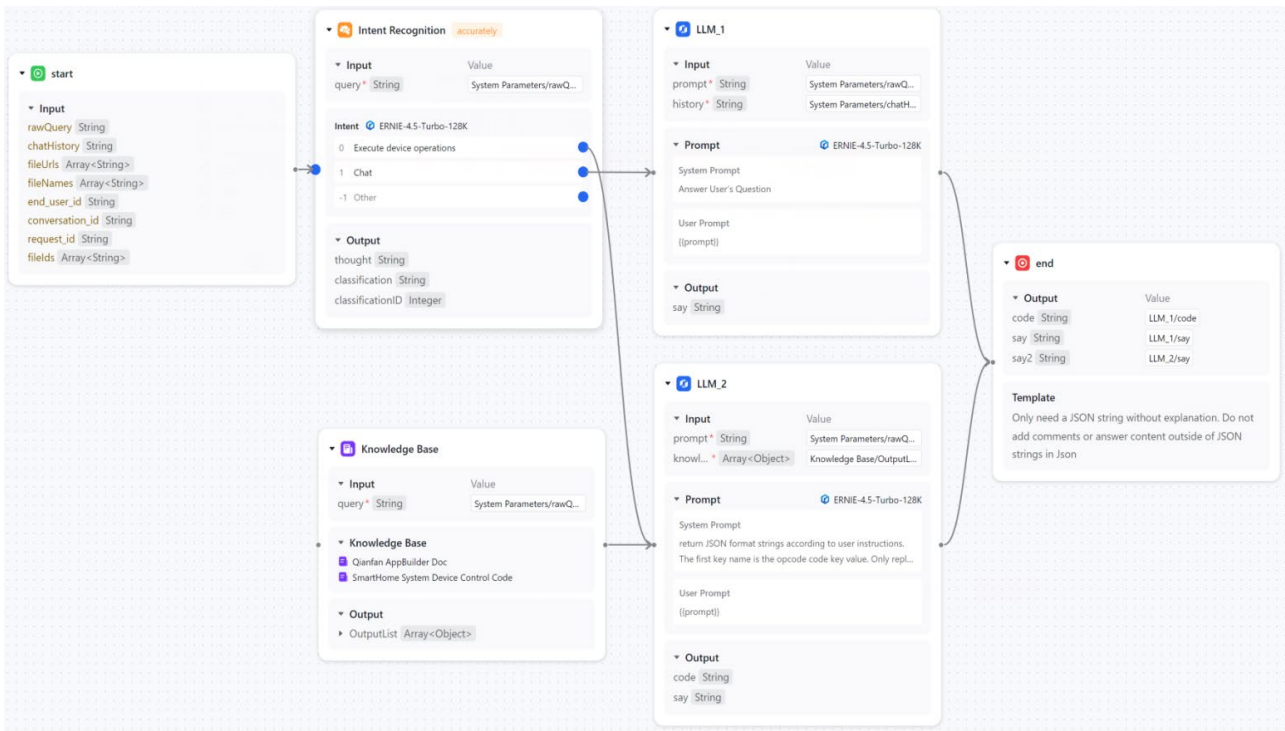 start
Input
rawQuery String
chatHistory String
fileUrls Array<String>
fileNames Array<String>
end_user_id String
conversation_id String
request_id String
fileIds Array<String>
Intent Recognition accurately
Input Value
query* String System Parameters/rawQ...
Intent ERNIE-4.5-Turbo-128K
0 Execute device operations
1 Chat
-1 Other
Output
thought String
classification String
classificationID Integer
Knowledge Base
Input Value
query* String System Parameters/rawQ...
Knowledge Base
Qianfan AppBuilder Doc
SmartHome System Device Control Code
Output
OutputList Array<Object>
LLM_1
Input Value
prompt* String System Parameters/rawQ...
history* String System Parameters/chatH...
Prompt ERNIE-4.5-Turbo-128K
System Prompt
Answer User's Question
User Prompt
{{prompt}}
Output
say String
LLM_2
Input Value
prompt* String System Parameters/rawQ...
knowl... * Array<Object> Knowledge Base/OutputL...
Prompt ERNIE-4.5-Turbo-128K
System Prompt
return JSON format strings according to user instructions.
The first key name is the opcode code key value. Only repl...
User Prompt
{{prompt}}
Output
code String
say String
end
Output Value
code String LLM_1/code
say String LLM_1/say
say2 String LLM_2/say
Template
Only need a JSON string without explanation. Do not
add comments or answer content outside of JSON
strings in Json